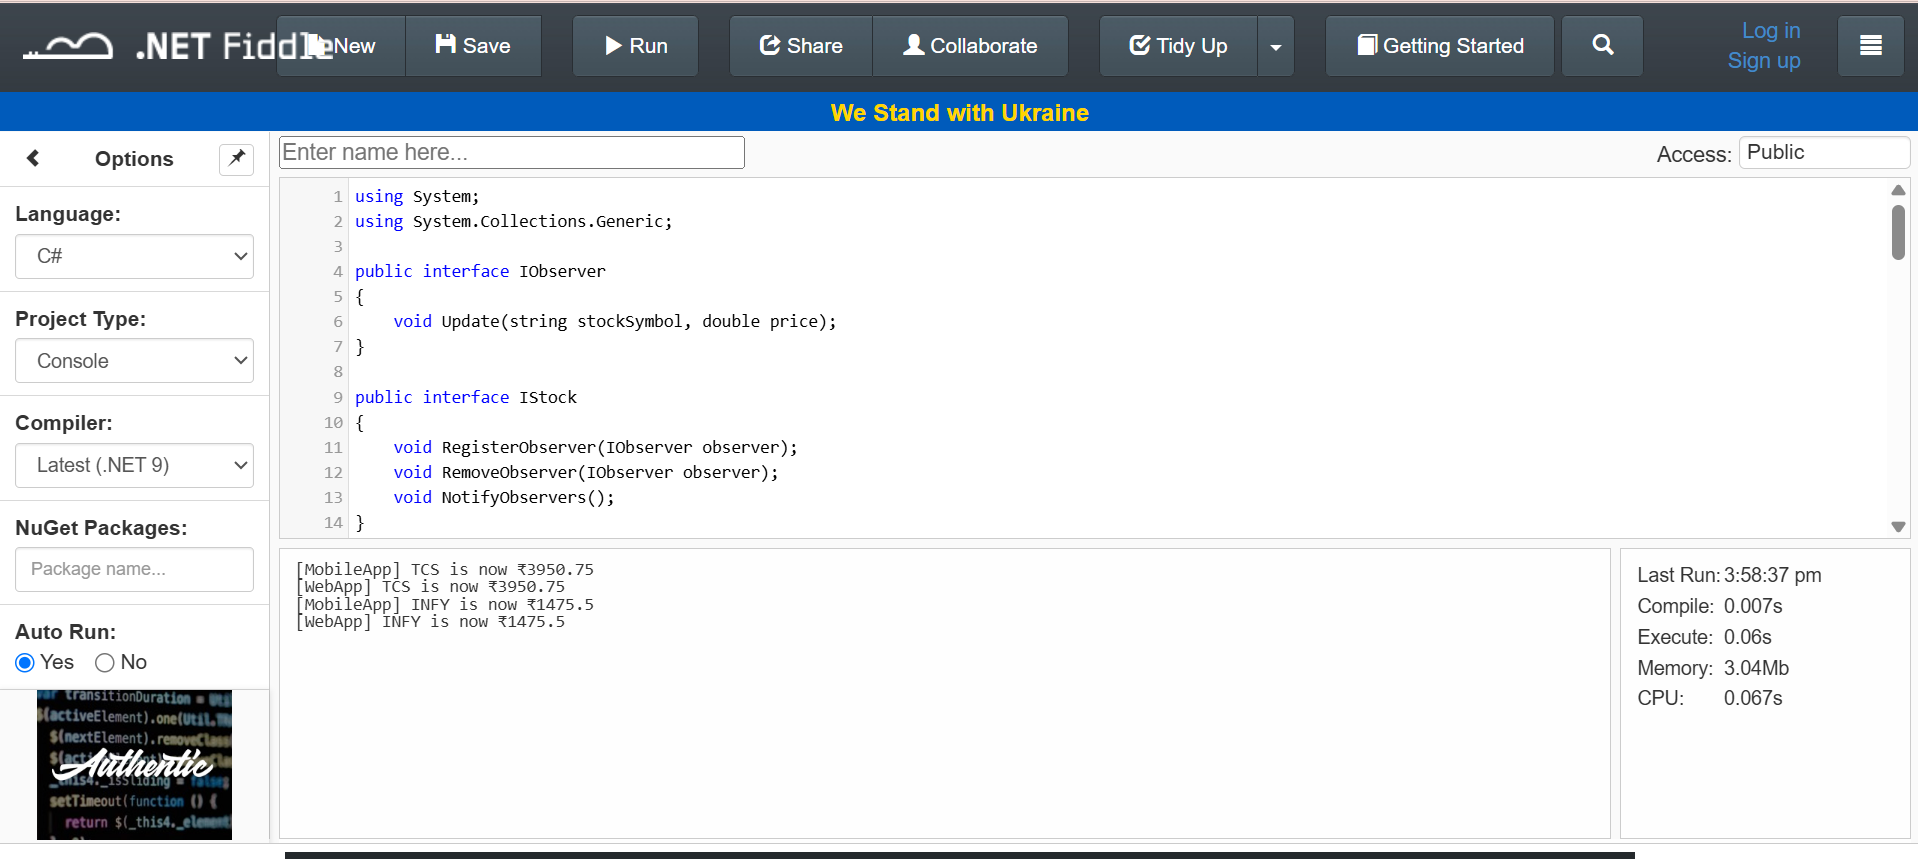 .NET Fiddle
New
Save
Run
Share
Collaborate
Tidy Up
Getting Started
Log in
Sign up
We Stand with Ukraine
Options
Enter name here...
Access: Public
Language:
C#
Project Type:
Console
Compiler:
Latest (.NET 9)
NuGet Packages:
Package name...
Auto Run:
Yes No
transitionDuration =
$(activeElement).one(Util.
$(nextElement).removeClass
Authentic
setTimeout(function () {
return $(_this4._element
1 using System;
2 using System.Collections.Generic;
3
4 public interface IObserver
5 {
6 void Update(string stockSymbol, double price);
7 }
8
9 public interface IStock
10 {
11 void RegisterObserver(IObserver observer);
12 void RemoveObserver(IObserver observer);
13 void NotifyObservers();
14 }
[MobileApp] TCS is now ₹3950.75
[WebApp] TCS is now ₹3950.75
[MobileApp] INFY is now ₹1475.5
[WebApp] INFY is now ₹1475.5
Last Run: 3:58:37 pm
Compile: 0.007s
Execute: 0.06s
Memory: 3.04Mb
CPU: 0.067s